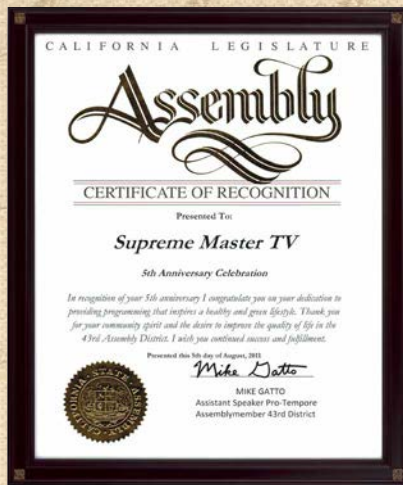 CALIFORNIA LEGISLATURE
Assembly
CERTIFICATE OF RECOGNITION
Presented To:
Supreme Master TV
5th Anniversary Celebration
In recognition of your 5th anniversary I congratulate you on your dedication to
providing programming that inspires a healthy and green lifestyle. Thank you
for your community spirit and the desire to improve the quality of life in the
43rd Assembly District. I wish you continued success and fulfillment.
Presented this 5th day of August, 2011
Mike Gatto
MIKE GATTO
Assistant Speaker Pro-Tempore
Assemblymember 43rd District